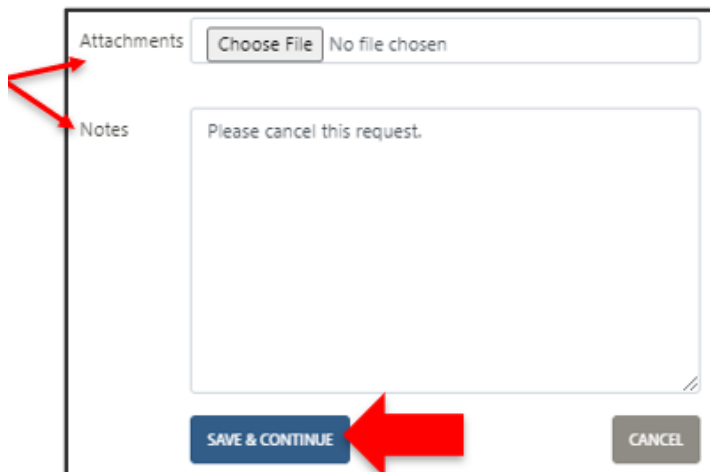 Attachments Choose File No file chosen
Notes Please cancel this request.
SAVE & CONTINUE CANCEL